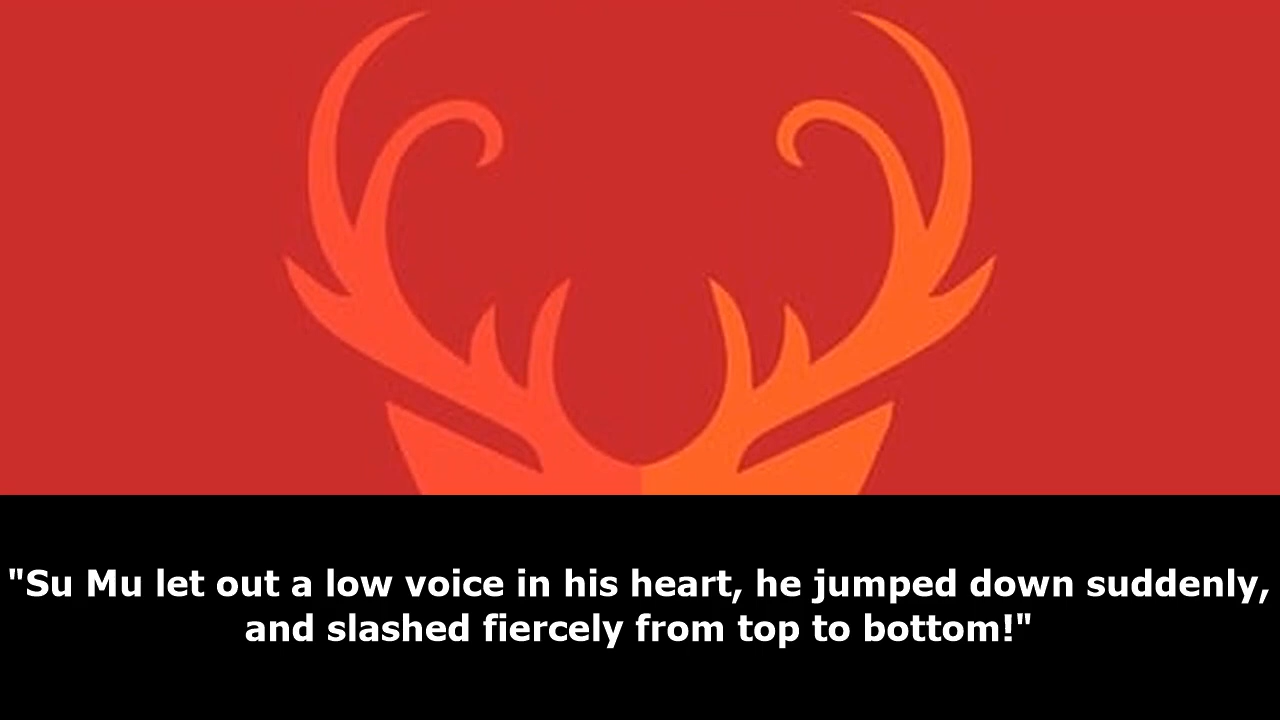 "Su Mu let out a low voice in his heart, he jumped down suddenly,
and slashed fiercely from top to bottom!"